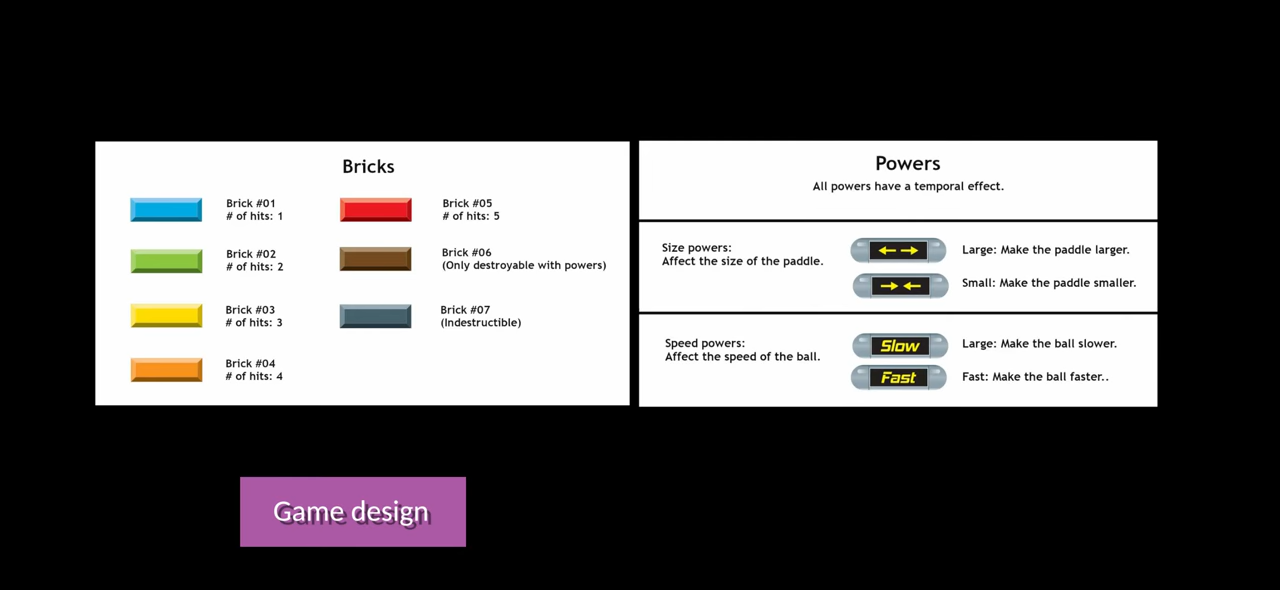 Bricks
Brick #01
# of hits: 1
Brick #02
# of hits: 2
Brick #03
# of hits: 3
Brick #04
# of hits: 4
Brick #05
# of hits: 5
Brick #06
(Only destroyable with powers)
Brick #07
(Indestructible)
Powers
All powers have a temporal effect.
Size powers:
Affect the size of the paddle.
Large: Make the paddle larger.
Small: Make the paddle smaller.
Speed powers:
Affect the speed of the ball.
Slow
Large: Make the ball slower.
Fast
Fast: Make the ball faster..
Game design